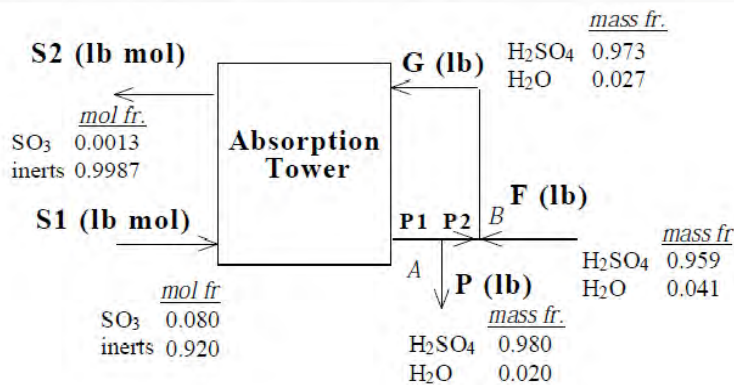 mass fr.
S2 (lb mol)
G (lb)
H₂SO₄ 0.973
H₂O 0.027
mol fr.
SO₃ 0.0013
inerts 0.9987
Absorption
Tower
S1 (lb mol)
P1 P2 B
F (lb)
mass fr
H₂SO₄ 0.959
H₂O 0.041
A
P (lb)
mol fr
SO₃ 0.080
inerts 0.920
mass fr.
H₂SO₄ 0.980
H₂O 0.020